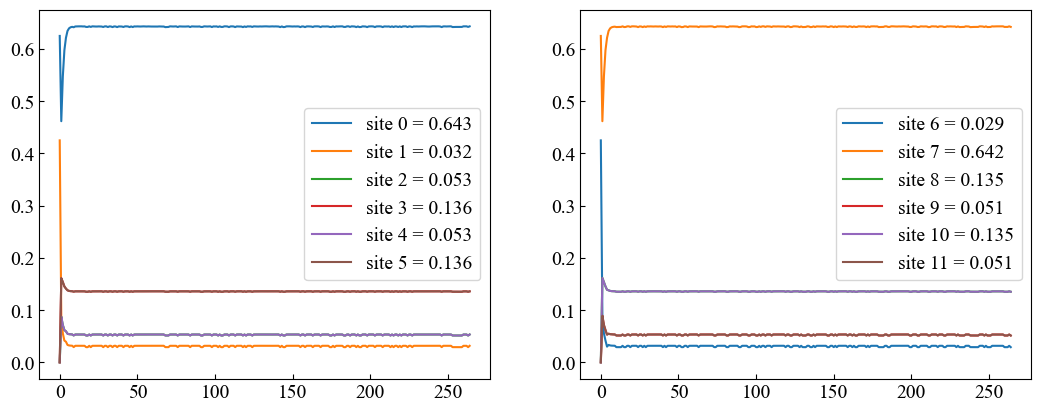 0.6
0.5
0.4
0.3
0.2
0.1
0.0
0 50 100 150 200 250
site 0 = 0.643
site 1 = 0.032
site 2 = 0.053
site 3 = 0.136
site 4 = 0.053
site 5 = 0.136
0.6
0.5
0.4
0.3
0.2
0.1
0.0
0 50 100 150 200 250
site 6 = 0.029
site 7 = 0.642
site 8 = 0.135
site 9 = 0.051
site 10 = 0.135
site 11 = 0.051